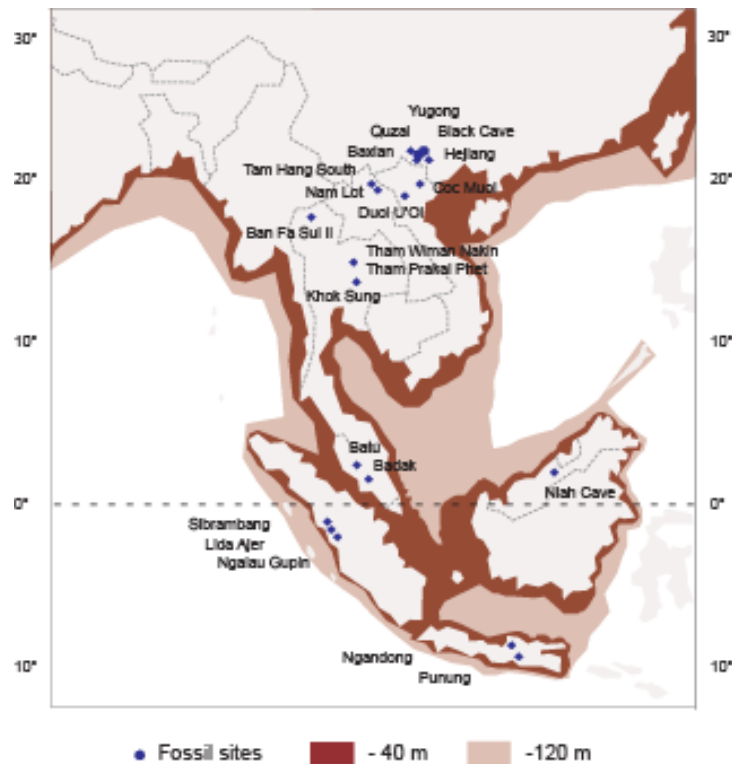 30°
30°
Yugong
Quzai Black Cave
Baxian Hejiang
Tam Hang South
20°
20°
Nam Lot Coc Muoi
Duoi U'Oi
Ban Fa Sui II
Tham Wiman Nakin
Tham Prakai Phet
Khok Sung
10°
10°
Batu
Badak
Niah Cave
0°
0°
Sibrambang
Lida Ajer
Ngalau Gupin
Ngandong
10°
10°
Punung
Fossil sites - 40 m -120 m